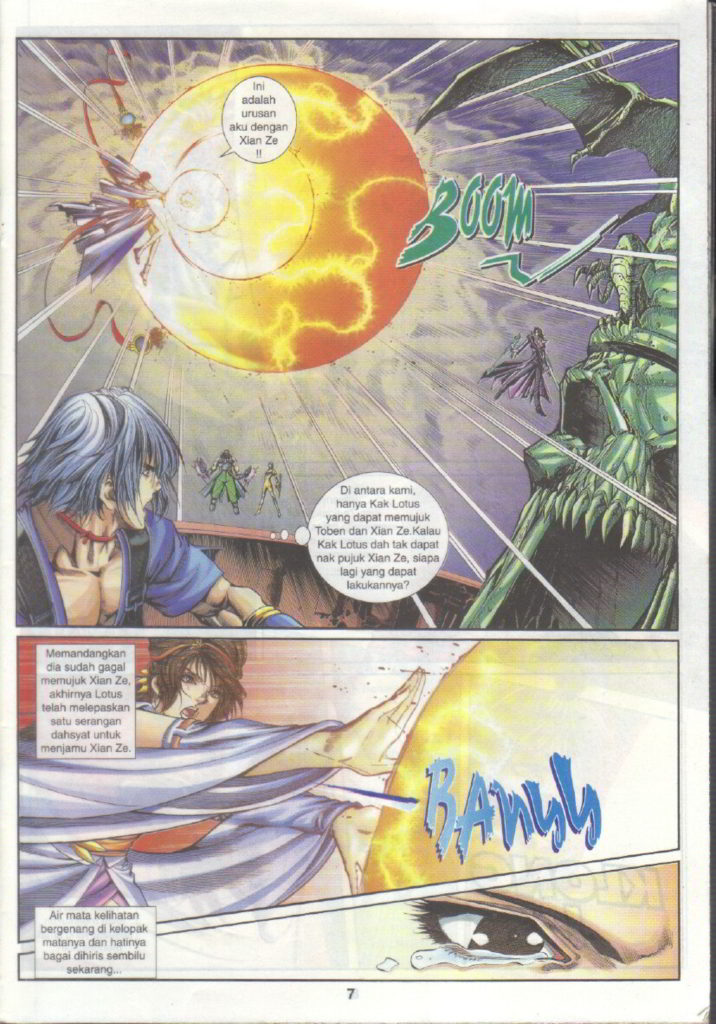 Ini
adalah
urusan
aku dengan
Xian Ze
!!
BOOM
Di antara kami,
hanya Kak Lotus
yang dapat memujuk
Toben dan Xian Ze.Kalau
Kak Lotus dah tak dapat
nak pujuk Xian Ze, siapa
lagi yang dapat
lakukannya?
Memandangkan
dia sudah gagal
memujuk Xian Ze,
akhirnya Lotus
telah melepaskan
satu serangan
dahsyat untuk
menjamu Xian Ze.
Air mata kelihatan
bergenang di kelopak
matanya dan hatinya
bagai dihiris sembilu
sekarang...
7